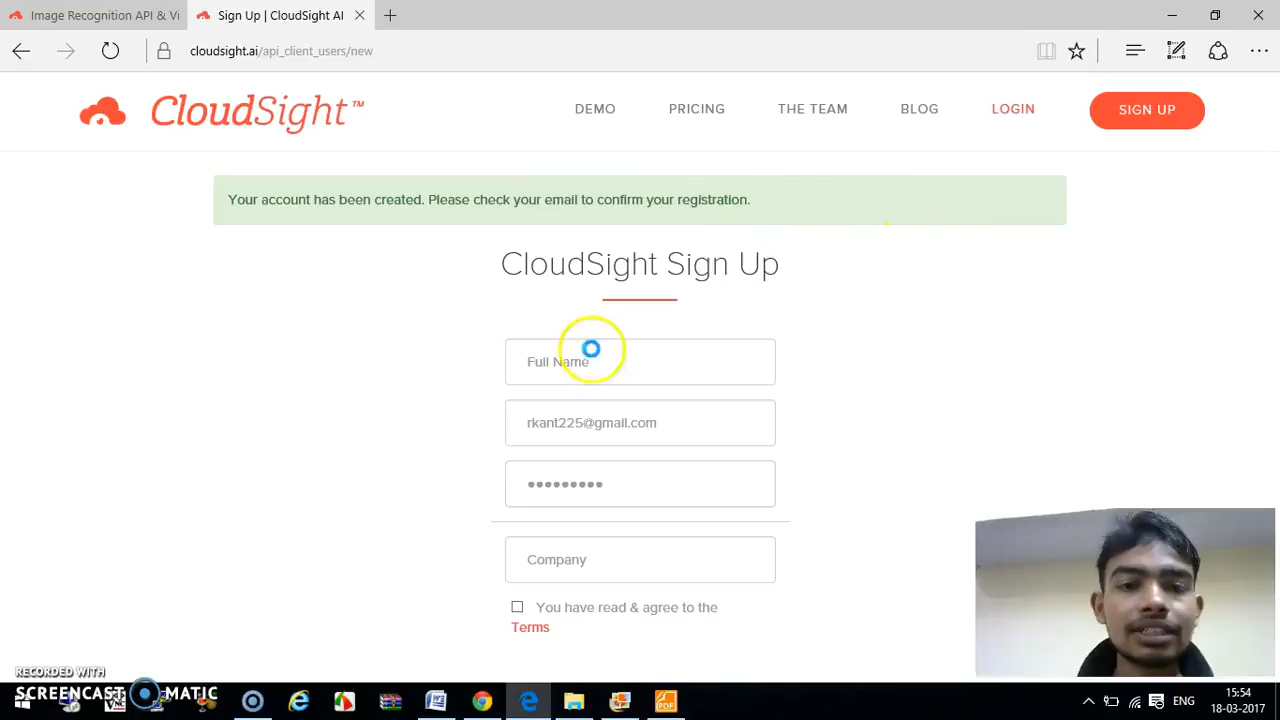 Image Recognition API & Vi
Sign Up | CloudSight AI
cloudsight.ai/api_client_users/new
CloudSight™
DEMO
PRICING
THE TEAM
BLOG
LOGIN
SIGN UP
Your account has been created. Please check your email to confirm your registration.
CloudSight Sign Up
Full Name
rkant225@gmail.com
Company
You have read & agree to the
Terms
RECORDED WITH
SCREENCAST MATIC
ENG
15:54
18-03-2017